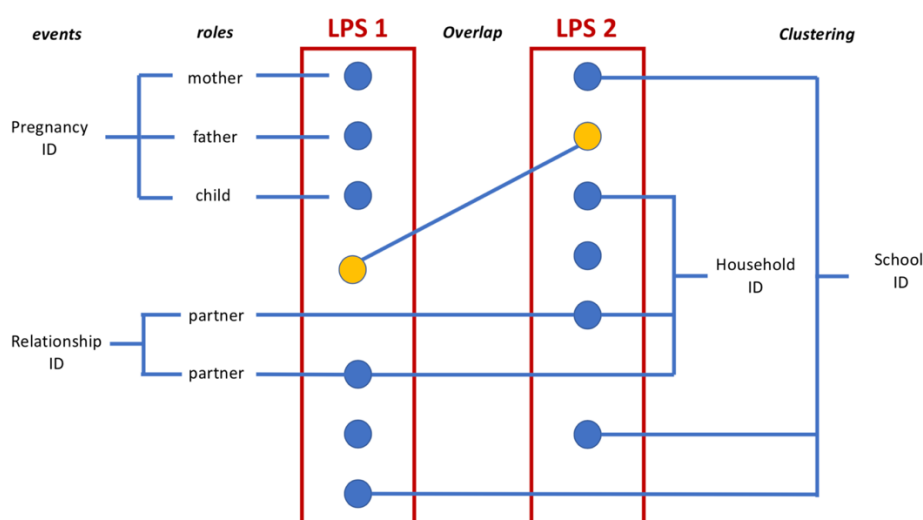 events
roles
LPS 1
Overlap
LPS 2
Clustering
mother
Pregnancy
ID
father
child
Household
ID
School
ID
partner
Relationship
ID
partner